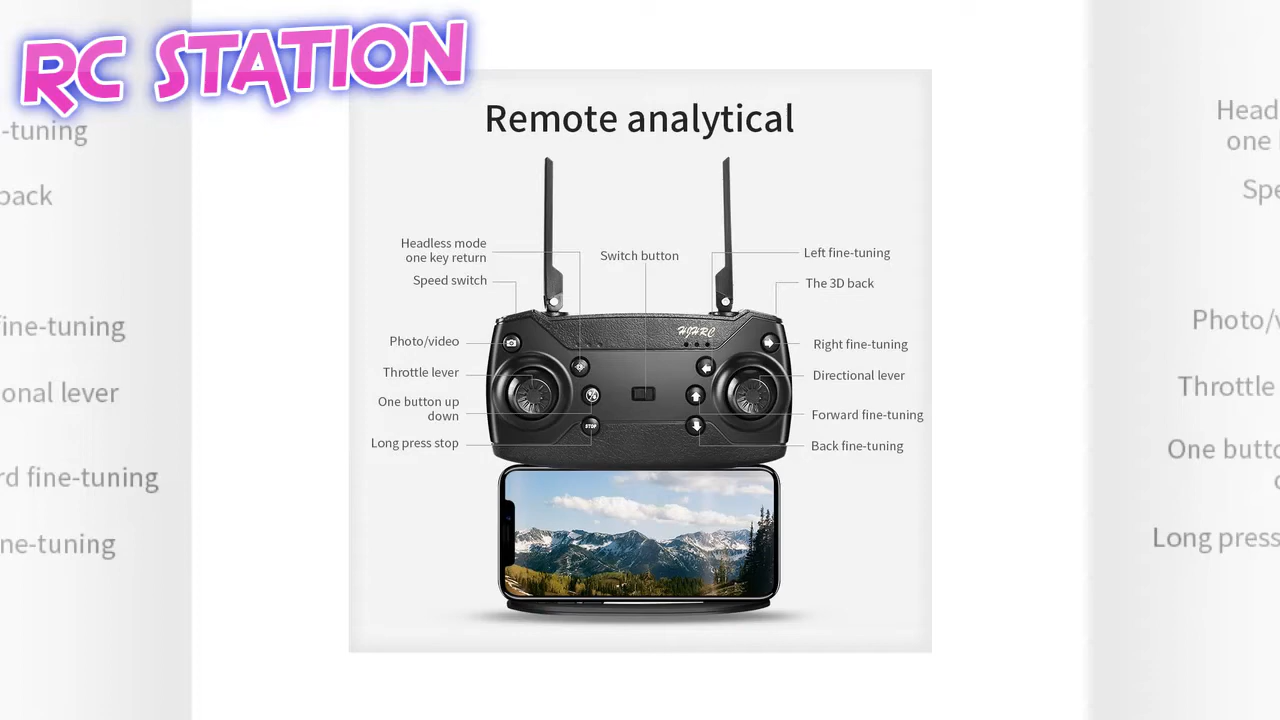 RC STATION
Remote analytical
Headless mode
one key return
Speed switch
Photo/video
Throttle lever
One button up
down
Long press stop
Switch button
Left fine-tuning
The 3D back
Right fine-tuning
Directional lever
Forward fine-tuning
Back fine-tuning
HJHRC
STOP
-tuning
back
fine-tuning
onal lever
rd fine-tuning
ne-tuning
Head
one
Spe
Photo/v
Throttle
One butto
Long press